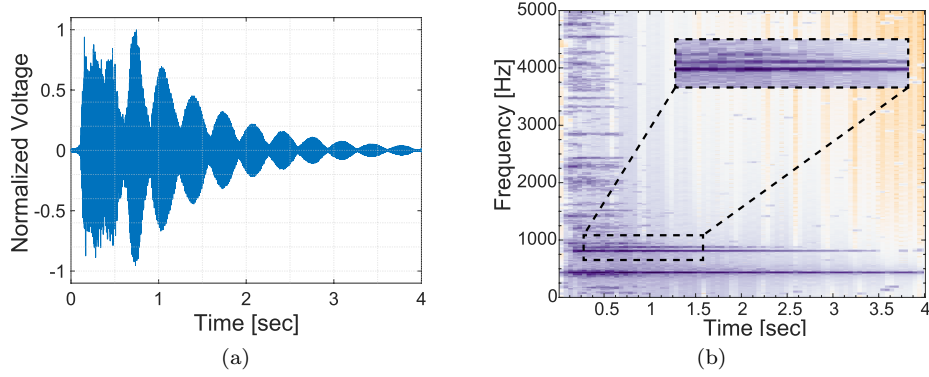 1
0.5
0
-0.5
-1
Normalized Voltage
0 1 2 3 4
Time [sec]
(a)
5000
4000
3000
2000
1000
0
Frequency [Hz]
0.5 1 1.5 2 2.5 3 3.5 4
Time [sec]
(b)